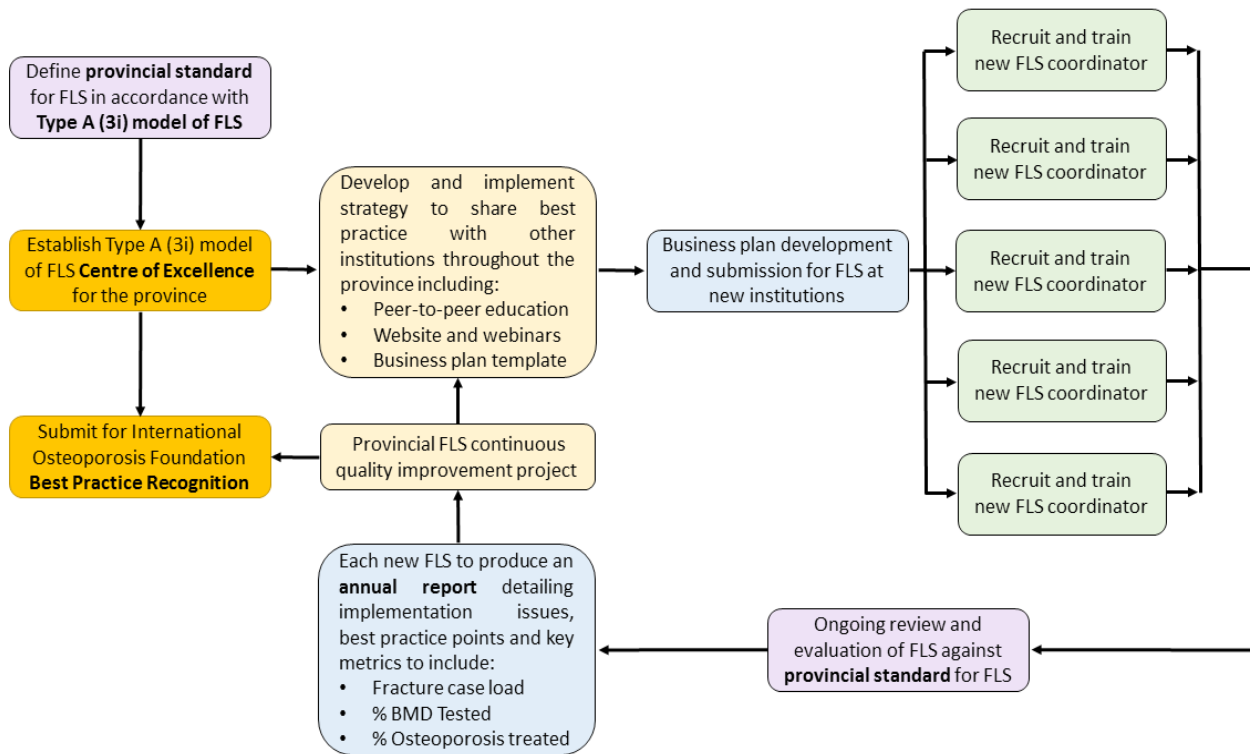 Define provincial standard
for FLS in accordance with
Type A (3i) model of FLS
Establish Type A (3i) model
of FLS Centre of Excellence
for the province
Submit for International
Osteoporosis Foundation
Best Practice Recognition
Develop and implement
strategy to share best
practice with other
institutions throughout the
province including:
• Peer-to-peer education
• Website and webinars
• Business plan template
Provincial FLS continuous
quality improvement project
Each new FLS to produce an
annual report detailing
implementation issues,
best practice points and key
metrics to include:
• Fracture case load
• % BMD Tested
• % Osteoporosis treated
Business plan development
and submission for FLS at
new institutions
Recruit and train
new FLS coordinator
Recruit and train
new FLS coordinator
Recruit and train
new FLS coordinator
Recruit and train
new FLS coordinator
Recruit and train
new FLS coordinator
Ongoing review and
evaluation of FLS against
provincial standard for FLS